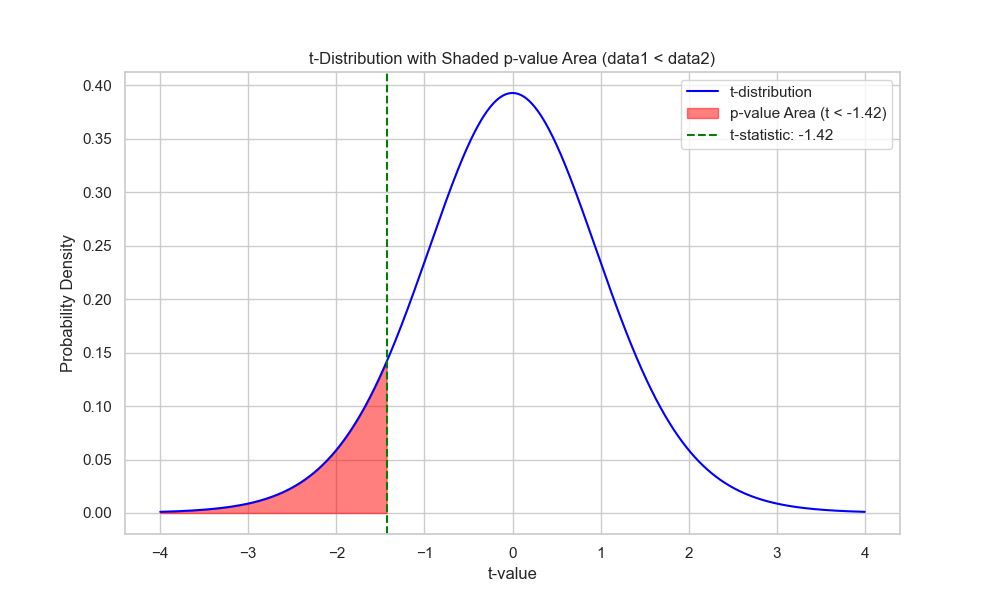 t-Distribution with Shaded p-value Area (data1 < data2)
t-distribution
p-value Area (t < -1.42)
t-statistic: -1.42
Probability Density
0.40
0.35
0.30
0.25
0.20
0.15
0.10
0.05
0.00
−4 −3 −2 −1 0 1 2 3 4
t-value